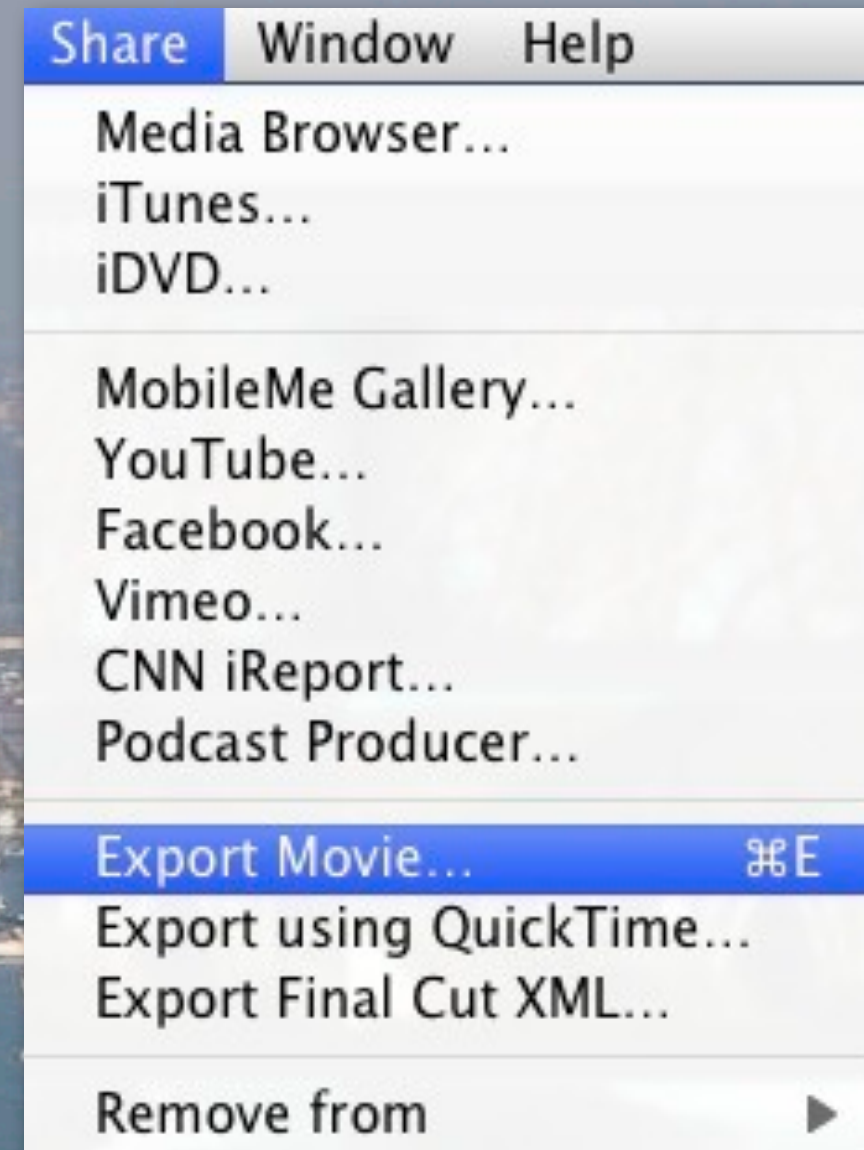 Share Window Help
Media Browser...
iTunes...
iDVD...
MobileMe Gallery...
YouTube...
Facebook...
Vimeo...
CNN iReport...
Podcast Producer...
Export Movie... ⌘E
Export using QuickTime...
Export Final Cut XML...
Remove from